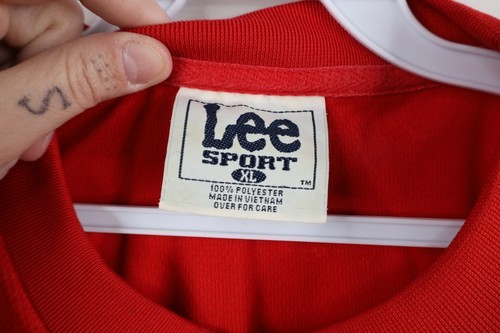 Lee
SPORT
XL
TM
100% POLYESTER
MADE IN VIETNAM
OVER FOR CARE